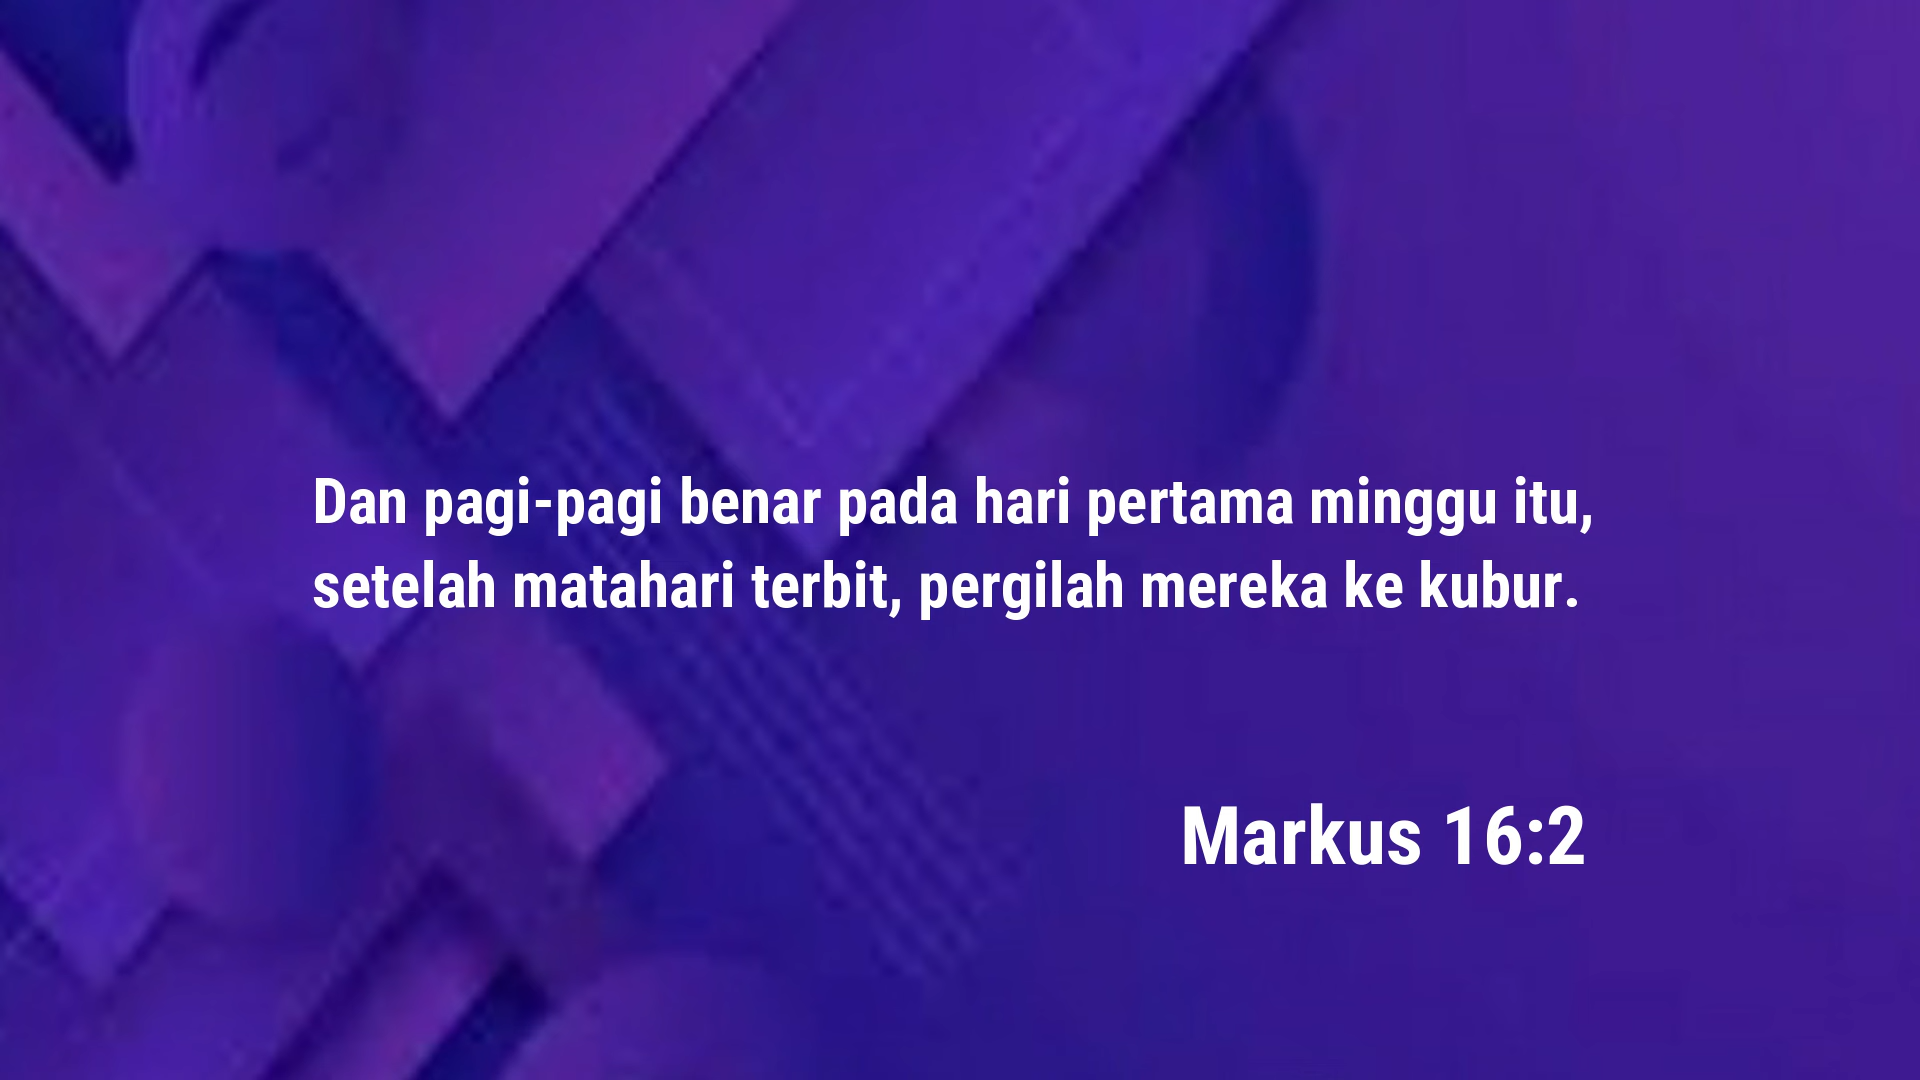 Dan pagi-pagi benar pada hari pertama minggu itu,
setelah matahari terbit, pergilah mereka ke kubur.
Markus 16:2